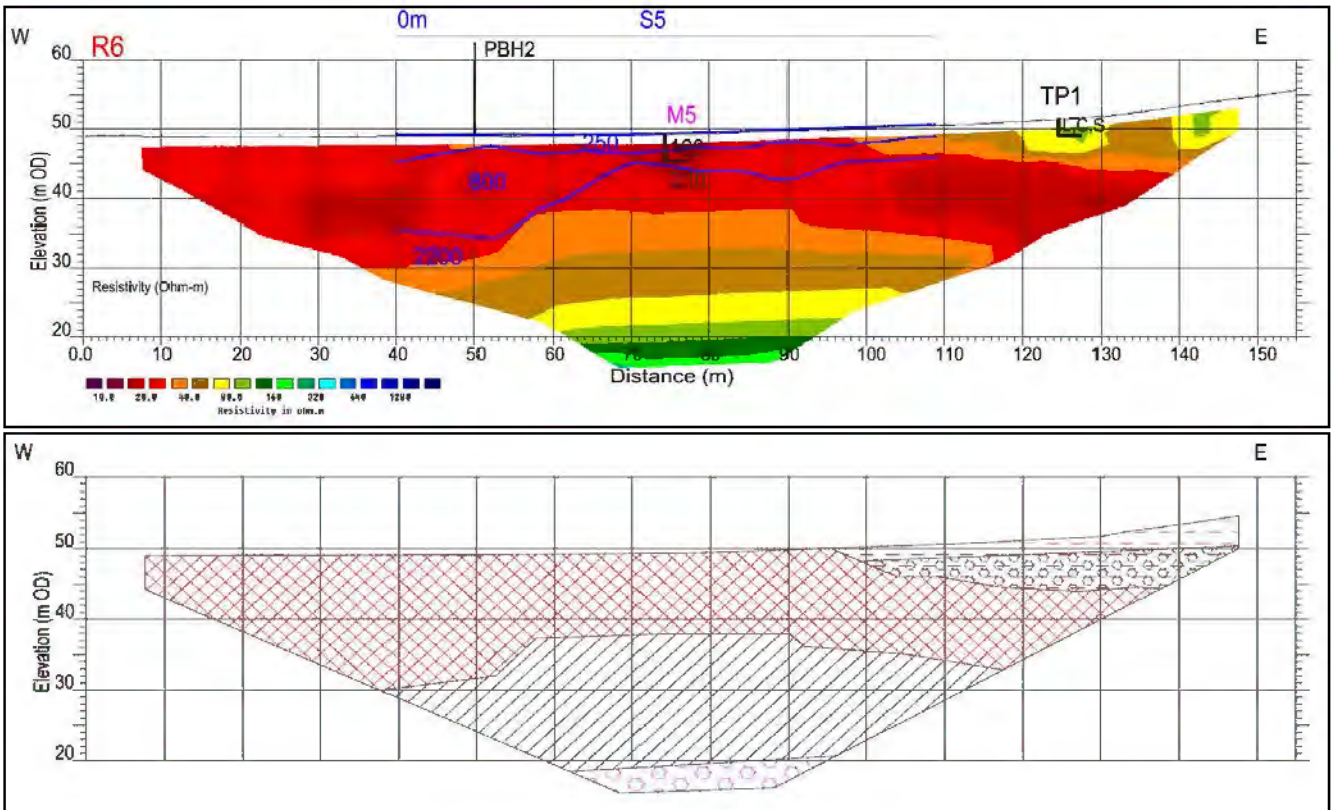 0m S5
W E
R6
PBH2
M5
TP1
60
50
40
30
20
Elevation (m OD)
250
800
2200
Resistivity (Ohm-m)
0.0 10 20 30 40 50 60 70 80 90 100 110 120 130 140 150
Distance (m)
10.0 20.0 40.0 80.0 160 320 640 1280
Resistivity in ohm.m
W E
60
50
40
30
20
Elevation (m OD)